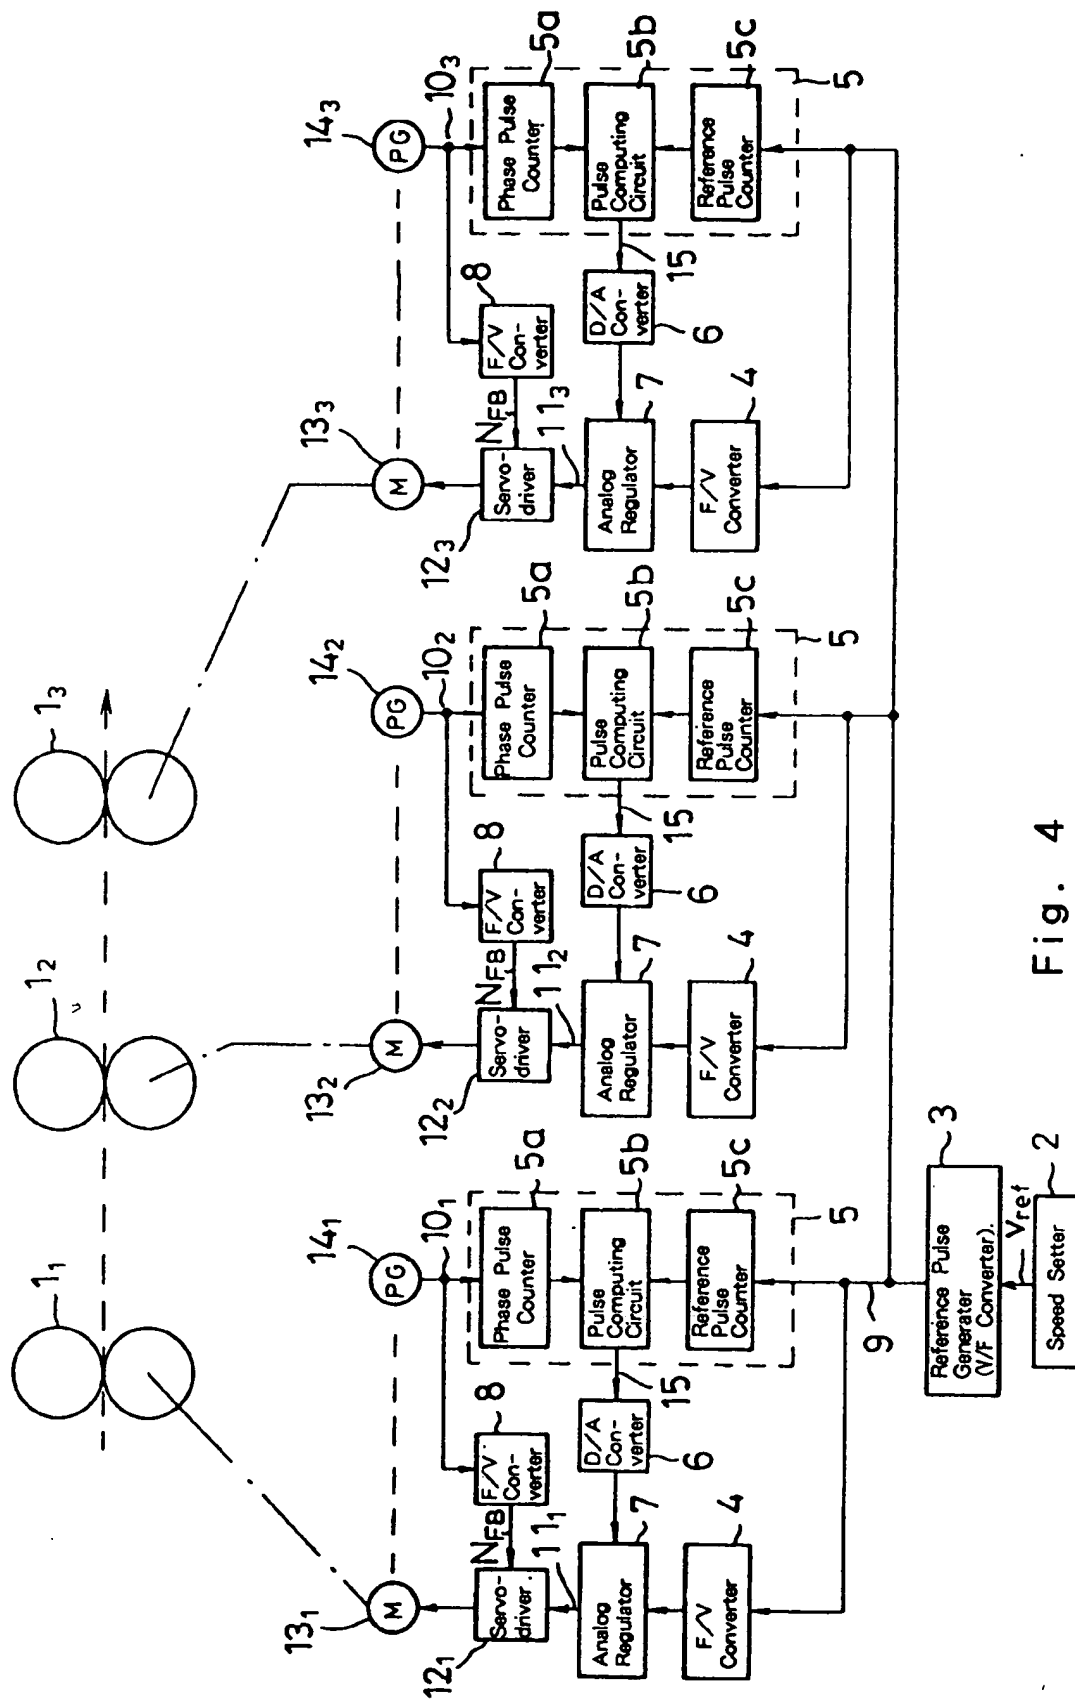 1₁
1₂
1₃
13₁
M
14₁
PG
13₂
M
14₂
PG
13₃
M
14₃
PG
10₁
10₂
10₃
12₁
Servo-
driver
N_FB
8
F/V
Con-
verter
Phase Pulse
Counter
5a
12₂
Servo-
driver
N_FB
8
F/V
Con-
verter
Phase Pulse
Counter
5a
12₃
Servo-
driver
N_FB
8
F/V
Con-
verter
Phase Pulse
Counter
5a
11₁
Analog
Regulator
7
D/A
Con-
verter
6
15
Pulse
Computing
Circuit
5b
11₂
Analog
Regulator
7
D/A
Con-
verter
6
15
Pulse
Computing
Circuit
5b
11₃
Analog
Regulator
7
D/A
Con-
verter
6
15
Pulse
Computing
Circuit
5b
F/V
Converter
4
Reference
Pulse
Counter
5c
5
F/V
Converter
4
Reference
Pulse
Counter
5c
5
F/V
Converter
4
Reference
Pulse
Counter
5c
5
9
Reference Pulse
Generater
(V/F Converter).
3
Vref
Speed Setter
2
Fig. 4